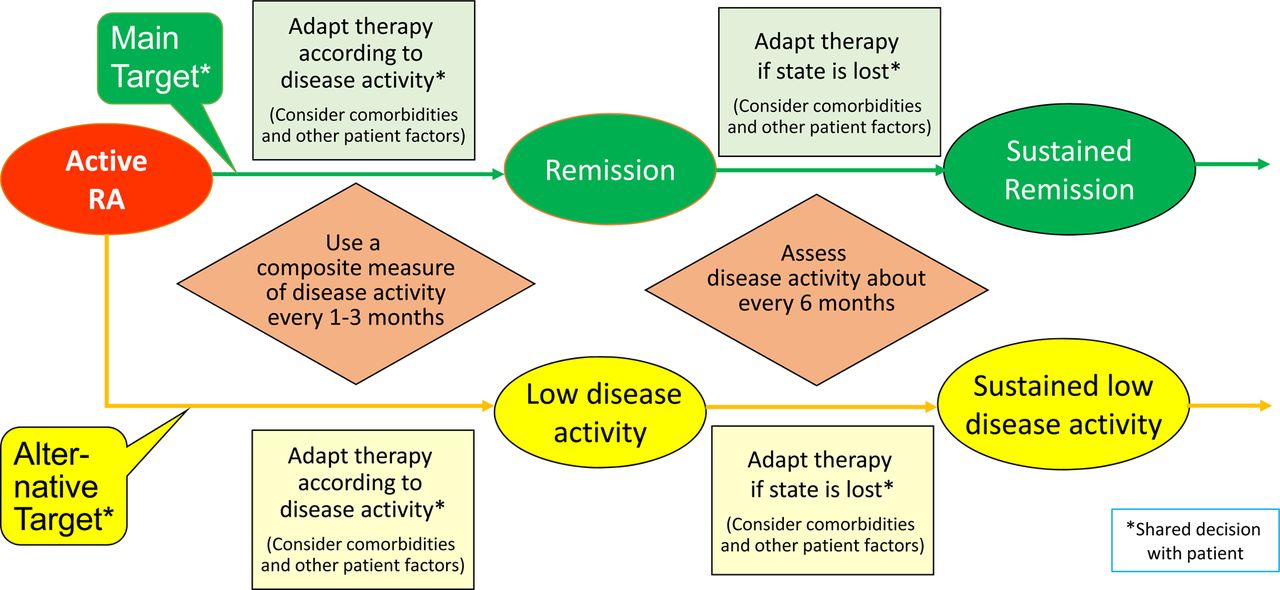 Main
Target*
Adapt therapy
according to
disease activity*
(Consider comorbidities
and other patient factors)
Adapt therapy
if state is lost*
(Consider comorbidities
and other patient factors)
Active
RA
Remission
Sustained
Remission
Use a
composite measure
of disease activity
every 1-3 months
Assess
disease activity about
every 6 months
Low disease
activity
Sustained low
disease activity
Alter-
native
Target*
Adapt therapy
according to
disease activity*
(Consider comorbidities
and other patient factors)
Adapt therapy
if state is lost*
(Consider comorbidities
and other patient factors)
*Shared decision
with patient